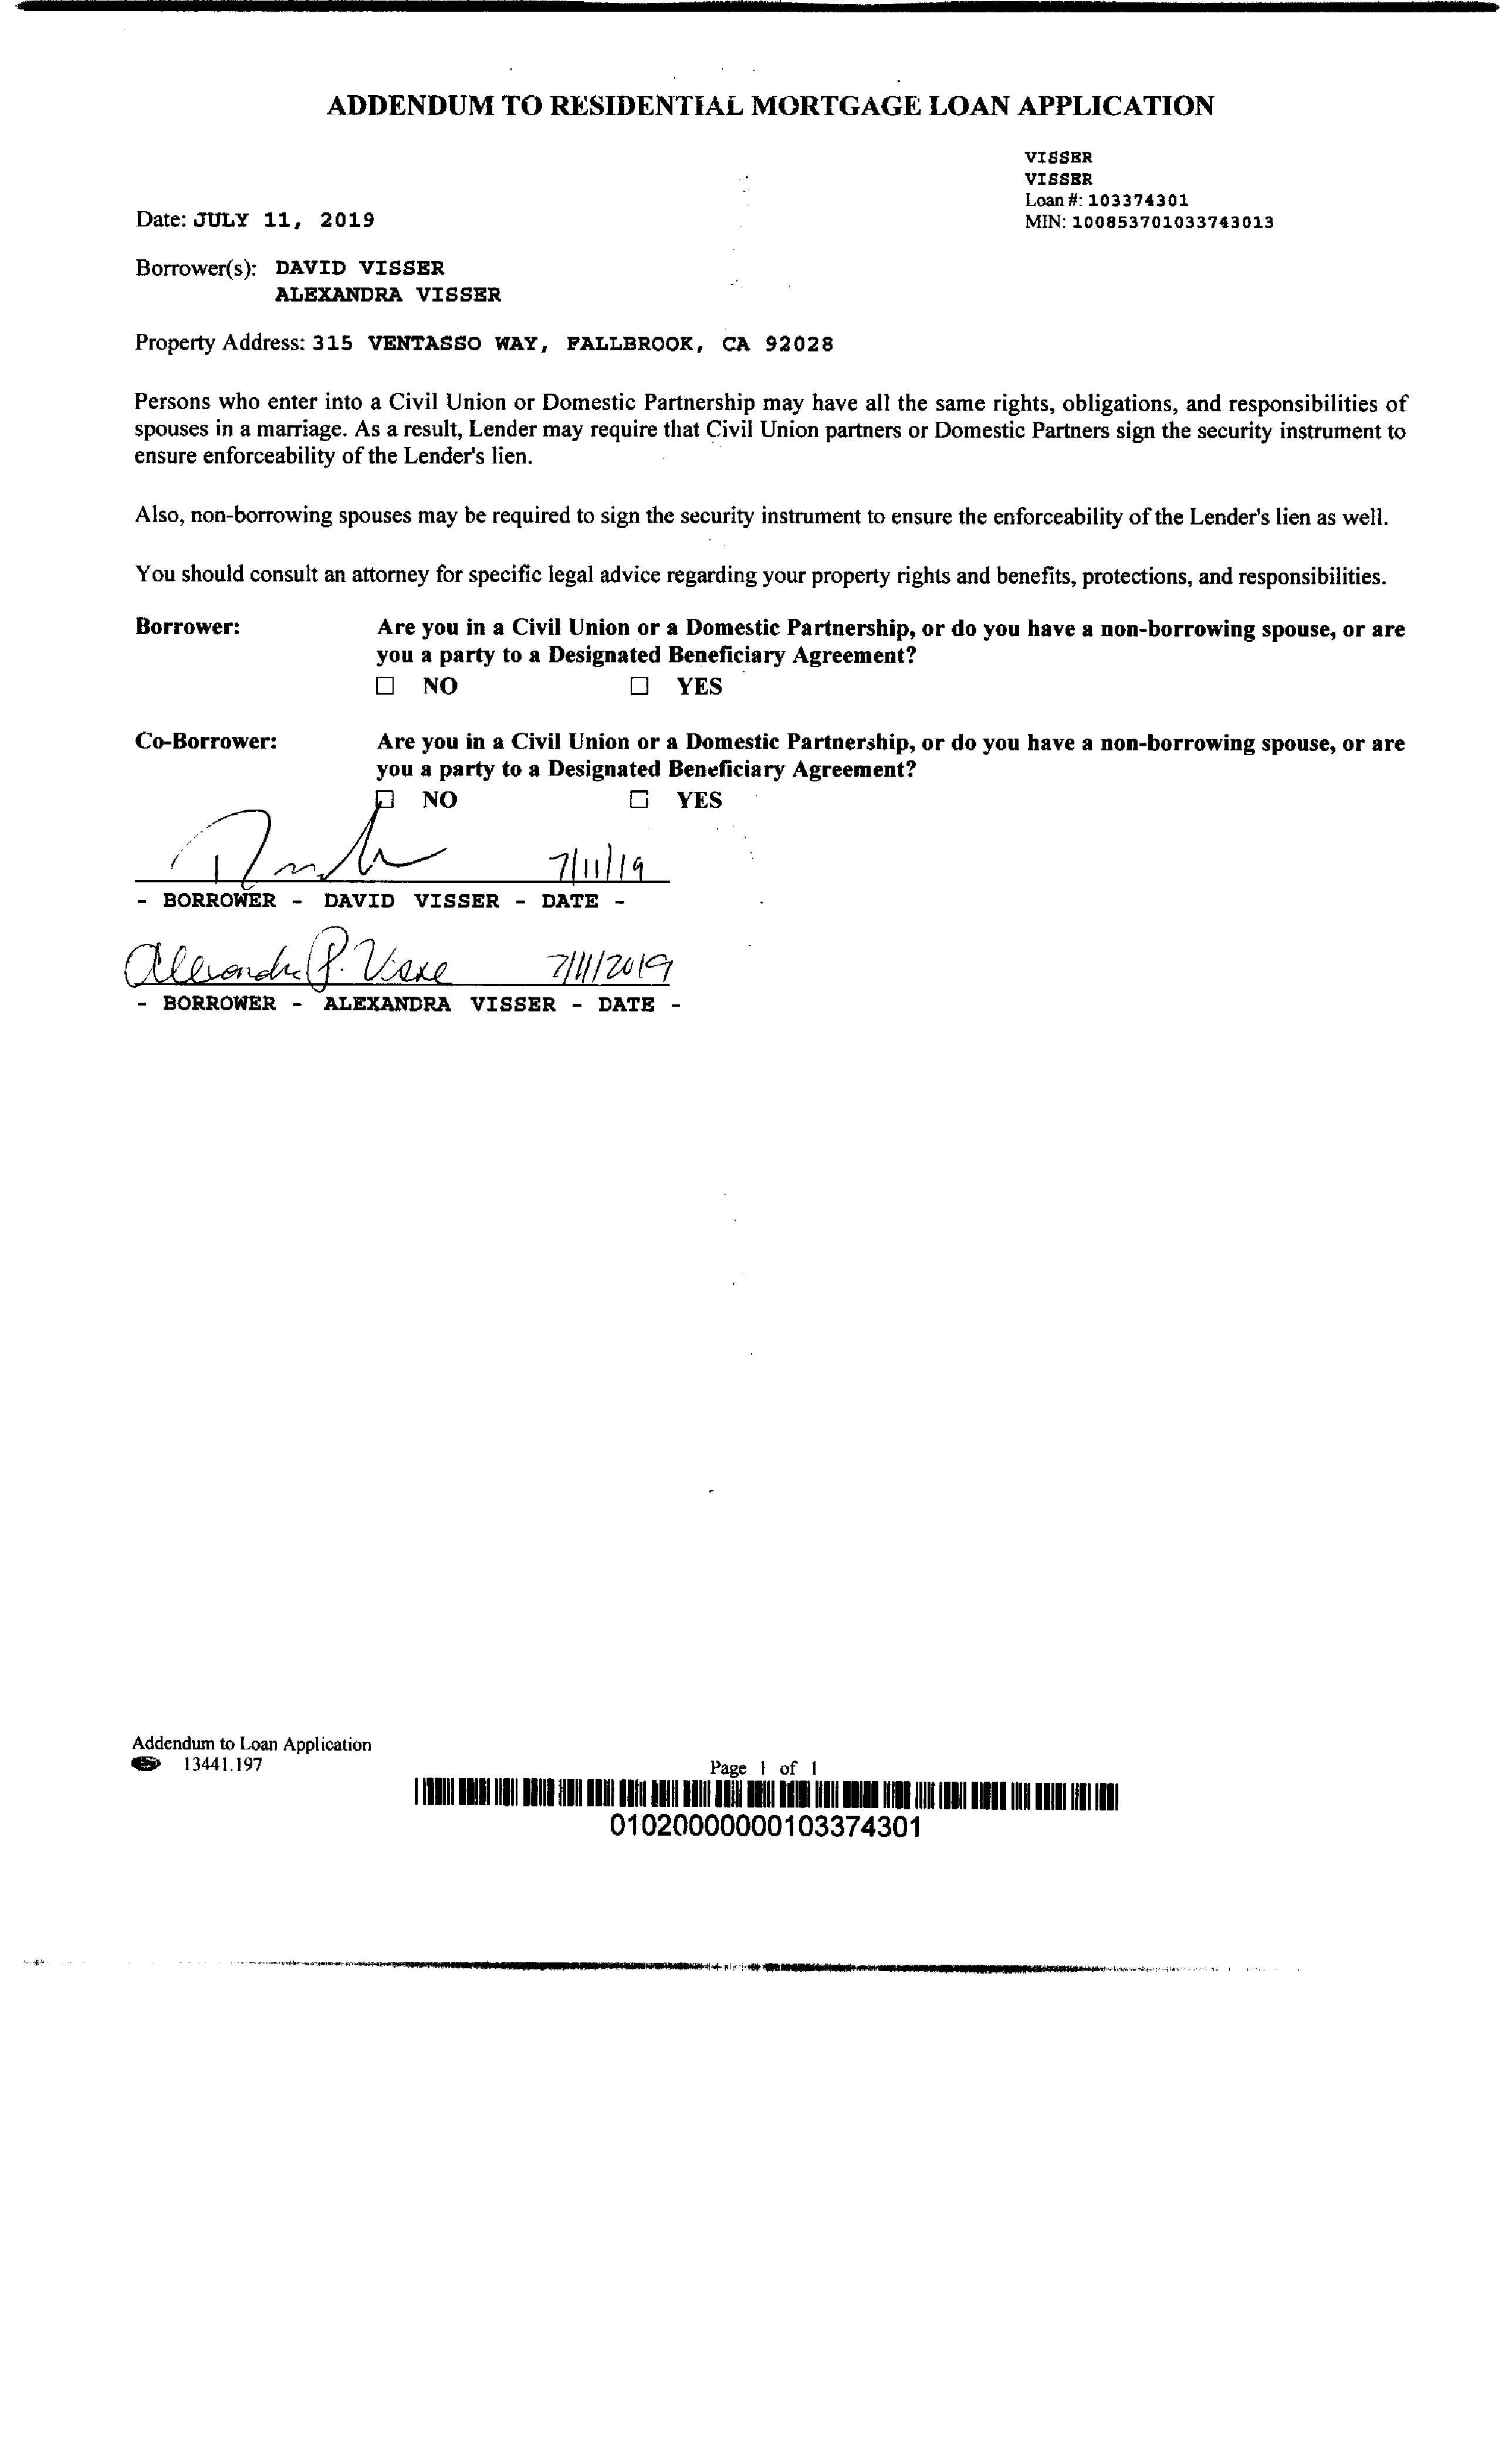 ADDENDUM TO RESIDENTIAL MORTGAGE LOAN APPLICATION
VISSER
VISSER
Loan #: 103374301
MIN: 100853701033743013
Date: JULY 11, 2019
Borrower(s): DAVID VISSER
ALEXANDRA VISSER
Property Address: 315 VENTASSO WAY, FALLBROOK, CA 92028
Persons who enter into a Civil Union or Domestic Partnership may have all the same rights, obligations, and responsibilities of
spouses in a marriage. As a result, Lender may require that Civil Union partners or Domestic Partners sign the security instrument to
ensure enforceability of the Lender's lien.
Also, non-borrowing spouses may be required to sign the security instrument to ensure the enforceability of the Lender's lien as well.
You should consult an attorney for specific legal advice regarding your property rights and benefits, protections, and responsibilities.
Borrower: Are you in a Civil Union or a Domestic Partnership, or do you have a non-borrowing spouse, or are
you a party to a Designated Beneficiary Agreement?
☐ NO ☐ YES
Co-Borrower: Are you in a Civil Union or a Domestic Partnership, or do you have a non-borrowing spouse, or are
you a party to a Designated Beneficiary Agreement?
☐ NO ☐ YES
7/11/19
- BORROWER - DAVID VISSER - DATE -
Alexandra P. Visser 7/11/2019
- BORROWER - ALEXANDRA VISSER - DATE -
Addendum to Loan Application
13441.197
Page 1 of 1
01020000000103374301